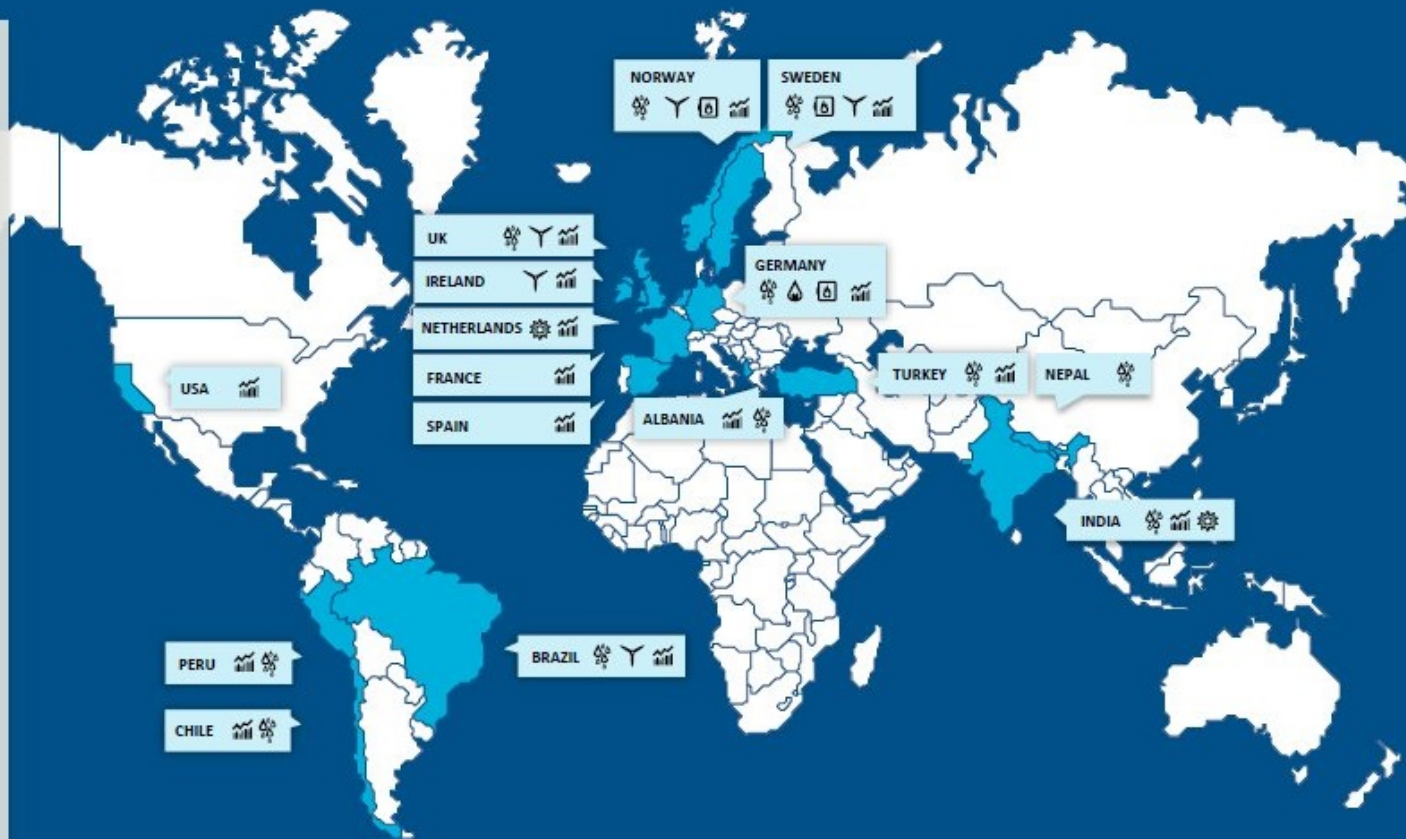 NORWAY
SWEDEN
UK
IRELAND
GERMANY
NETHERLANDS
FRANCE
TURKEY
NEPAL
USA
SPAIN
ALBANIA
INDIA
PERU
BRAZIL
CHILE